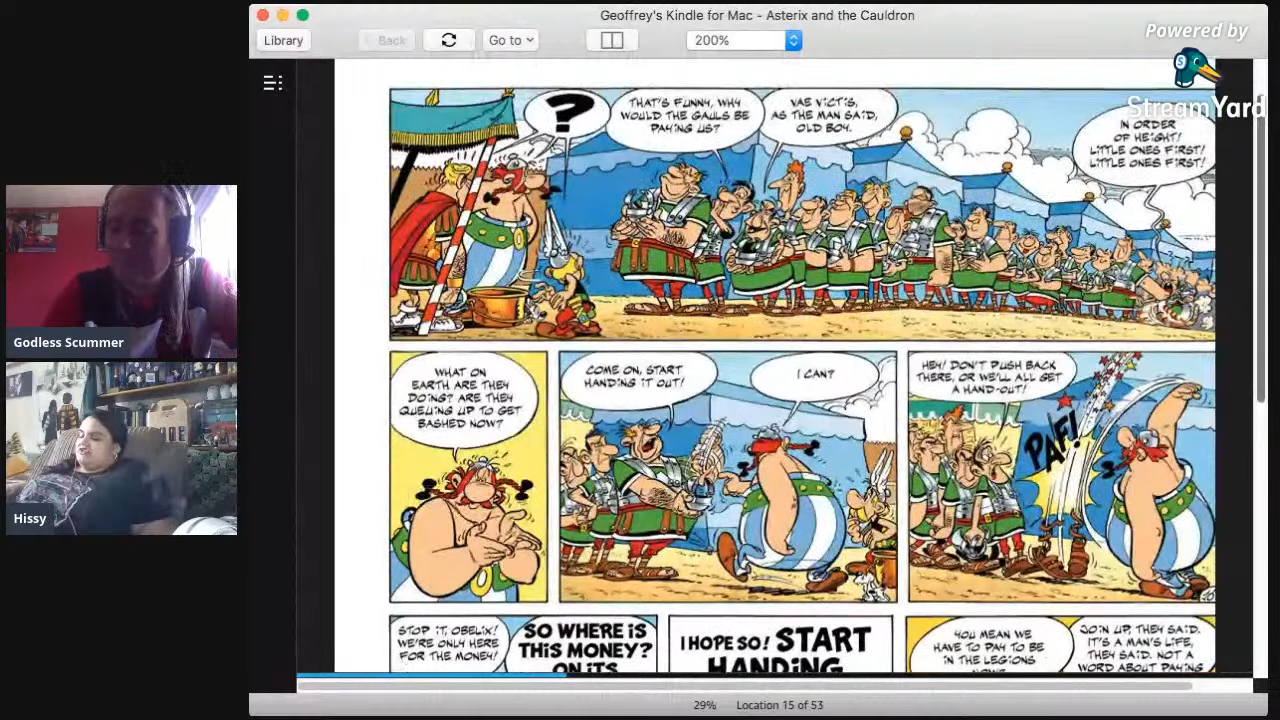 Geoffrey's Kindle for Mac - Asterix and the Cauldron
Library
Back
Go to
200%
Powered by
StreamYard
?
THAT'S FUNNY, WHY
WOULD THE GAULS BE
PAYING US?
VAE VICTIS,
AS THE MAN SAID,
OLD BOY.
IN ORDER
OF HEIGHT!
LITTLE ONES FIRST!
LITTLE ONES FIRST!
WHAT ON
EARTH ARE THEY
DOING? ARE THEY
QUEUING UP TO GET
BASHED NOW?
COME ON, START
HANDING IT OUT!
I CAN?
HEY! DON'T PUSH BACK
THERE, OR WE'LL ALL GET
A HAND-OUT!
PAF!
STOP IT, OBELIX!
WE'RE ONLY HERE
FOR THE MONEY!
SO WHERE IS
THIS MONEY?
ON ITS
I HOPE SO! START
HANDING
YOU MEAN WE
HAVE TO PAY TO BE
IN THE LEGIONS
NOW?
JOIN UP, THEY SAID.
IT'S A MAN'S LIFE,
THEY SAID. NOT A
WORD ABOUT PAYING
Godless Scummer
Hissy
29%
Location 15 of 53